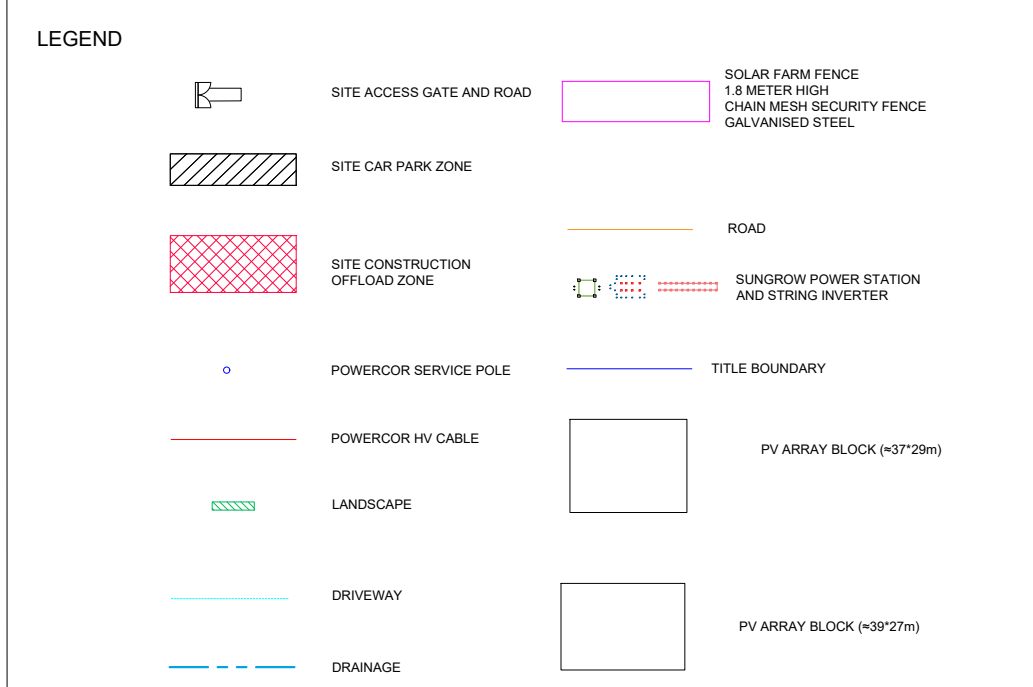 LEGEND
SITE ACCESS GATE AND ROAD
SITE CAR PARK ZONE
SITE CONSTRUCTION
OFFLOAD ZONE
POWERCOR SERVICE POLE
POWERCOR HV CABLE
LANDSCAPE
DRIVEWAY
DRAINAGE
SOLAR FARM FENCE
1.8 METER HIGH
CHAIN MESH SECURITY FENCE
GALVANISED STEEL
ROAD
SUNGROW POWER STATION
AND STRING INVERTER
TITLE BOUNDARY
PV ARRAY BLOCK (≈37*29m)
PV ARRAY BLOCK (≈39*27m)